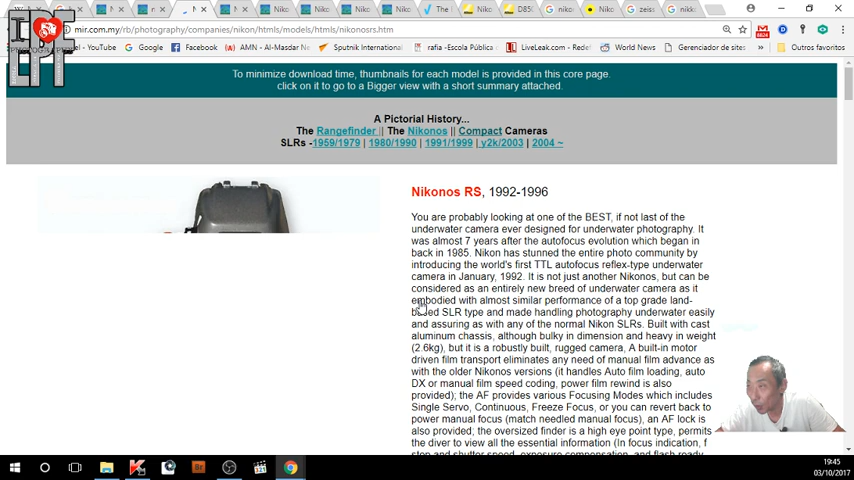 D850
mir.com.my/rb/photography/companies/nikon/htmls/models/htmls/nikonosrs.htm
YouTube
Google
Facebook
AMN - Al-Masdar Ne
Sputnik International
rafia -Escola Pública
LiveLeak.com - Redef
World News
Gerenciador de sites
Outros favoritos
To minimize download time, thumbnails for each model is provided in this core page.
click on it to go to a Bigger view with a short summary attached.
A Pictorial History...
The Rangefinder || The Nikonos || Compact Cameras
SLRs -1959/1979 | 1980/1990 | 1991/1999 | y2k/2003 | 2004 ~
Nikonos RS, 1992-1996
You are probably looking at one of the BEST, if not last of the
underwater camera ever designed for underwater photography. It
was almost 7 years after the autofocus evolution which began in
back in 1985. Nikon has stunned the entire photo community by
introducing the world's first TTL autofocus reflex-type underwater
camera in January, 1992. It is not just another Nikonos, but can be
considered as an entirely new breed of underwater camera as it
embodied with almost similar performance of a top grade land-
based SLR type and made handling photography underwater easily
and assuring as with any of the normal Nikon SLRs. Built with cast
aluminum chassis, although bulky in dimension and heavy in weight
(2.6kg), but it is a robustly built, rugged camera, A built-in motor
driven film transport eliminates any need of manual film advance as
with the older Nikonos versions (it handles Auto film loading, auto
DX or manual film speed coding, power film rewind is also
provided); the AF provides various Focusing Modes which includes
Single Servo, Continuous, Freeze Focus, or you can revert back to
power manual focus (match needled manual focus), an AF lock is
also provided; the oversized finder is a high eye point type, permits
the diver to view all the essential information (In focus indication, f
stop and shutter speed, exposure compensation, and flash ready
19:45
03/10/2017